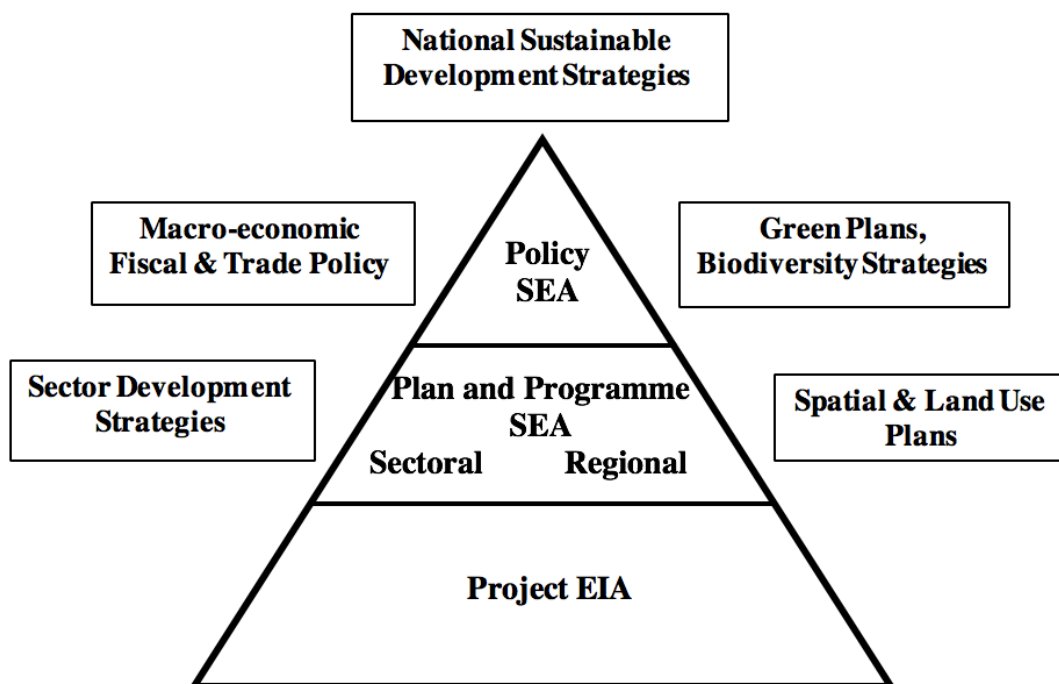 National Sustainable
Development Strategies
Macro-economic
Fiscal & Trade Policy
Green Plans,
Biodiversity Strategies
Policy
SEA
Sector Development
Strategies
Plan and Programme
SEA
Sectoral Regional
Spatial & Land Use
Plans
Project EIA